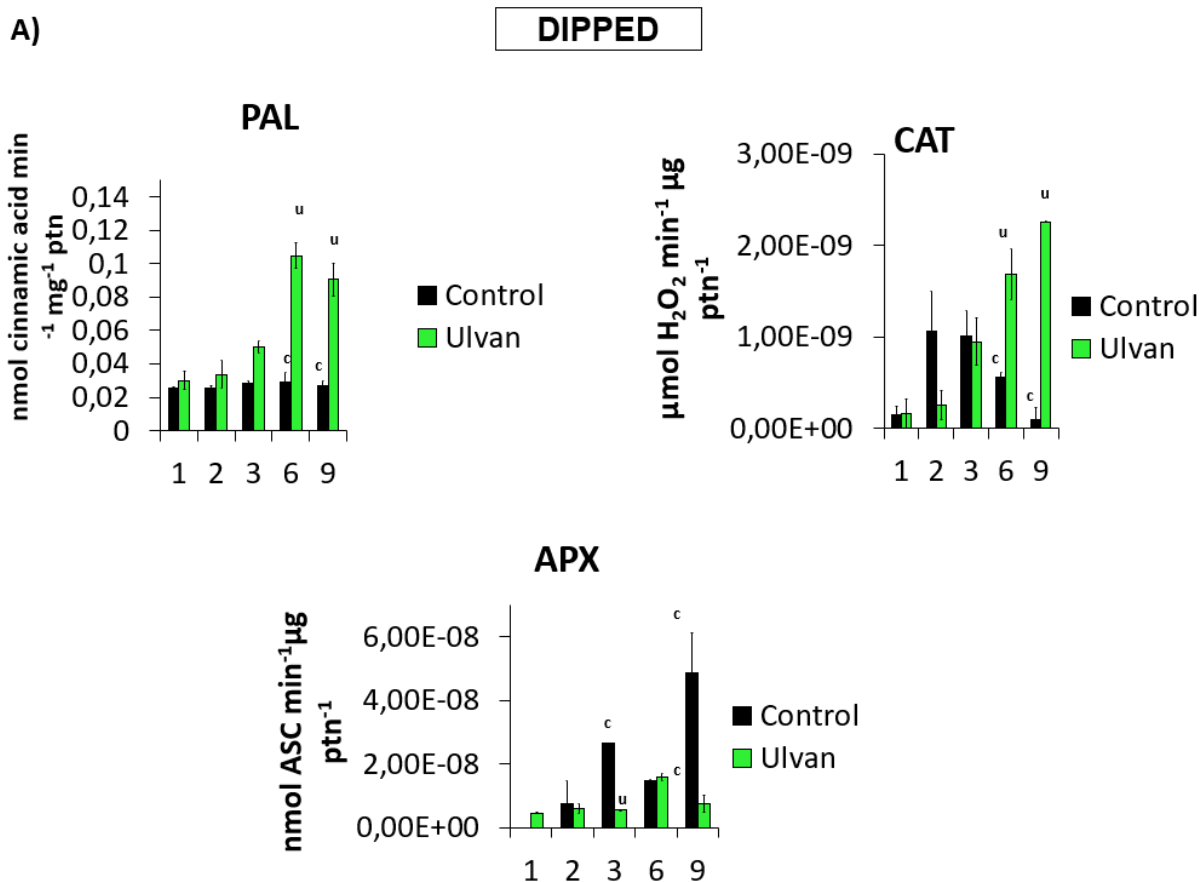 A)
DIPPED
PAL
nmol cinnamic acid min
-1 mg-1 ptn
0,14
0,12
0,1
0,08
0,06
0,04
0,02
0
u
u
c
c
1 2 3 6 9
Control
Ulvan
CAT
µmol H2O2 min-1 µg
ptn-1
3,00E-09
2,00E-09
1,00E-09
0,00E+00
u
u
c
c
1 2 3 6 9
Control
Ulvan
APX
nmol ASC min-1µg
ptn-1
6,00E-08
4,00E-08
2,00E-08
0,00E+00
c
c
c
u
1 2 3 6 9
Control
Ulvan